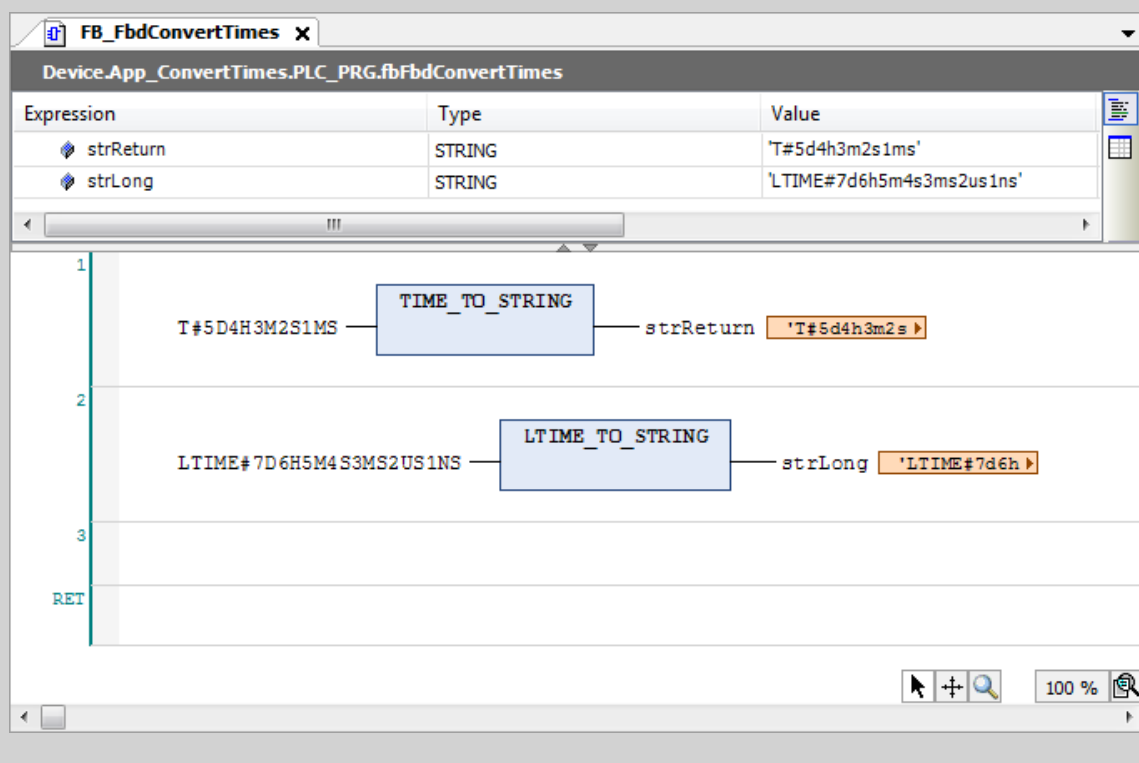 FB_FbdConvertTimes
Device.App_ConvertTimes.PLC_PRG.fbFbdConvertTimes
Expression Type Value
strReturn STRING 'T#5d4h3m2s1ms'
strLong STRING 'LTIME#7d6h5m4s3ms2us1ns'
1
TIME_TO_STRING
T#5D4H3M2S1MS strReturn 'T#5d4h3m2s
2
LTIME_TO_STRING
LTIME#7D6H5M4S3MS2US1NS strLong 'LTIME#7d6h
3
RET
100 %